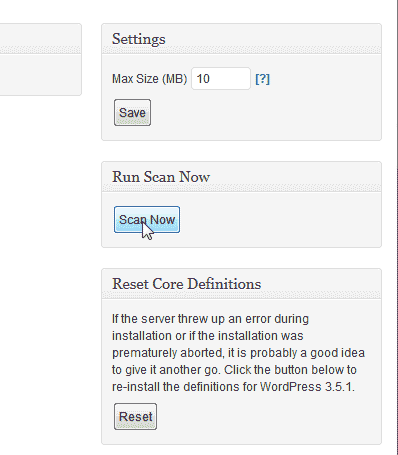 Settings
Max Size (MB) 10 [?]
Save
Run Scan Now
Scan Now
Reset Core Definitions
If the server threw up an error during
installation or if the installation was
prematurely aborted, it is probably a good idea
to give it another go. Click the button below to
re-install the definitions for WordPress 3.5.1.
Reset